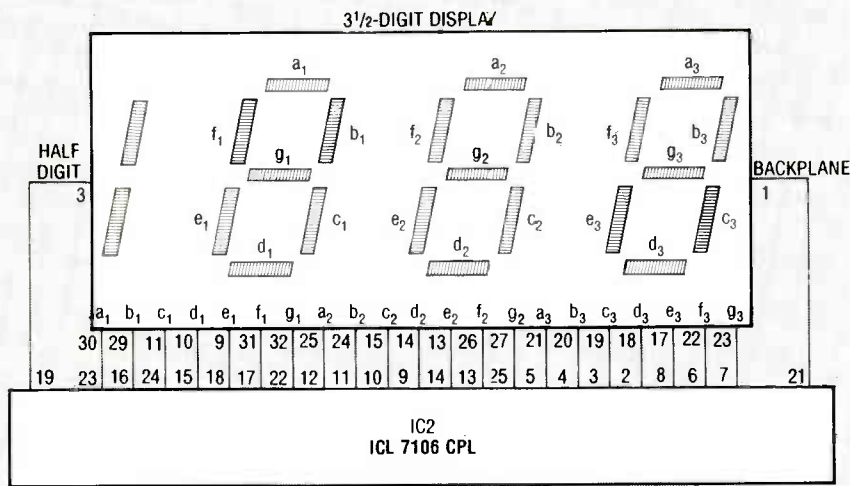 3 1/2-DIGIT DISPLAY
a₁ a₂ a₃
f₁ b₁ f₂ b₂ f₃ b₃
HALF
DIGIT
g₁ g₂ g₃
BACKPLANE
3 1
e₁ c₁ e₂ c₂ e₃ c₃
d₁ d₂ d₃
a₁ b₁ c₁ d₁ e₁ f₁ g₁ a₂ b₂ c₂ d₂ e₂ f₂ g₂ a₃ b₃ c₃ d₃ e₃ f₃ g₃
30 29 11 10 9 31 32 25 24 15 14 13 26 27 21 20 19 18 17 22 23
19 23 16 24 15 18 17 22 12 11 10 9 14 13 25 5 4 3 2 8 6 7 21
IC2
ICL 7106 CPL